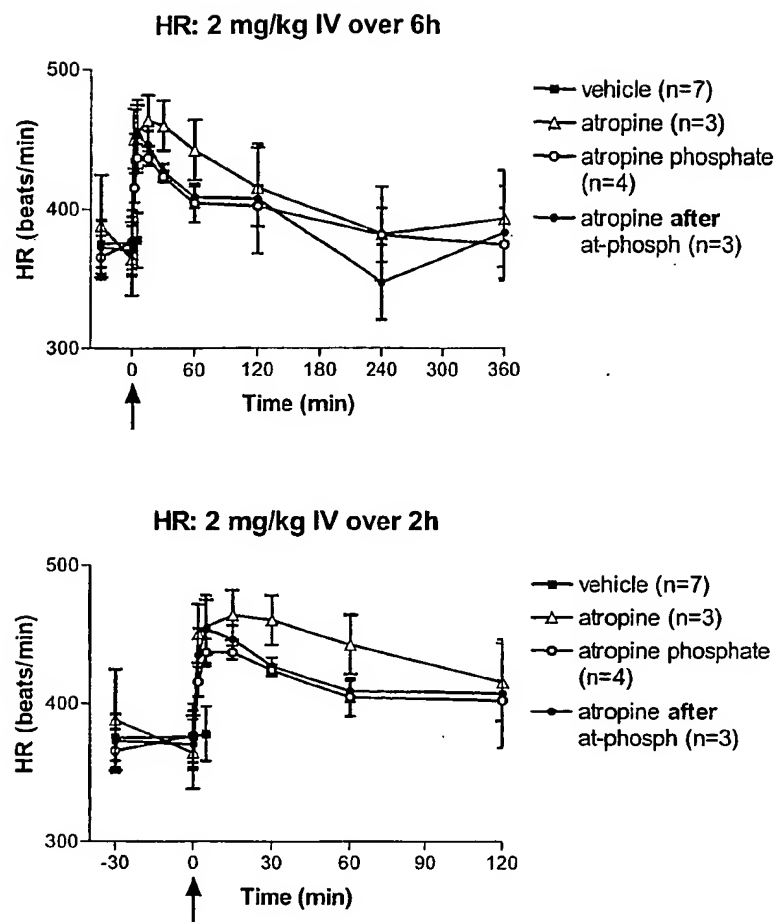 HR: 2 mg/kg IV over 6h
500
400
300
HR (beats/min)
0 60 120 180 240 300 360
Time (min)
vehicle (n=7)
atropine (n=3)
atropine phosphate
(n=4)
atropine after
at-phosph (n=3)
HR: 2 mg/kg IV over 2h
500
400
300
HR (beats/min)
-30 0 30 60 90 120
Time (min)
vehicle (n=7)
atropine (n=3)
atropine phosphate
(n=4)
atropine after
at-phosph (n=3)